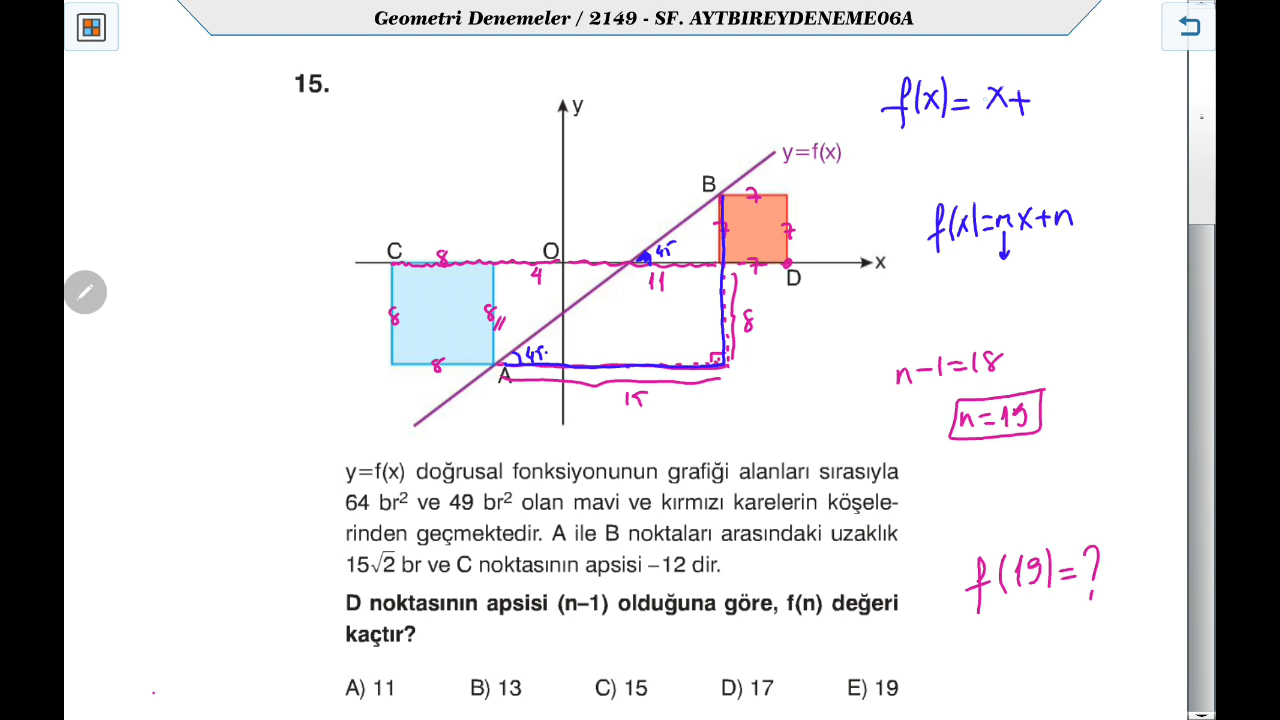 Geometri Denemeler / 2149 - SF. AYTBIREYDENEME06A
15.
y
f(x)= x+
y=f(x)
B
7
f(x)=mx+n
7
7
C
8
O
45
x
4
11
7
D
8
8
8
8
45
A
15
n-1=18
n=19
y=f(x) doğrusal fonksiyonunun grafiği alanları sırasıyla
64 br² ve 49 br² olan mavi ve kırmızı karelerin köşele-
rinden geçmektedir. A ile B noktaları arasındaki uzaklık
15√2 br ve C noktasının apsisi –12 dir.
f(19)=?
D noktasının apsisi (n–1) olduğuna göre, f(n) değeri
kaçtır?
A) 11 B) 13 C) 15 D) 17 E) 19